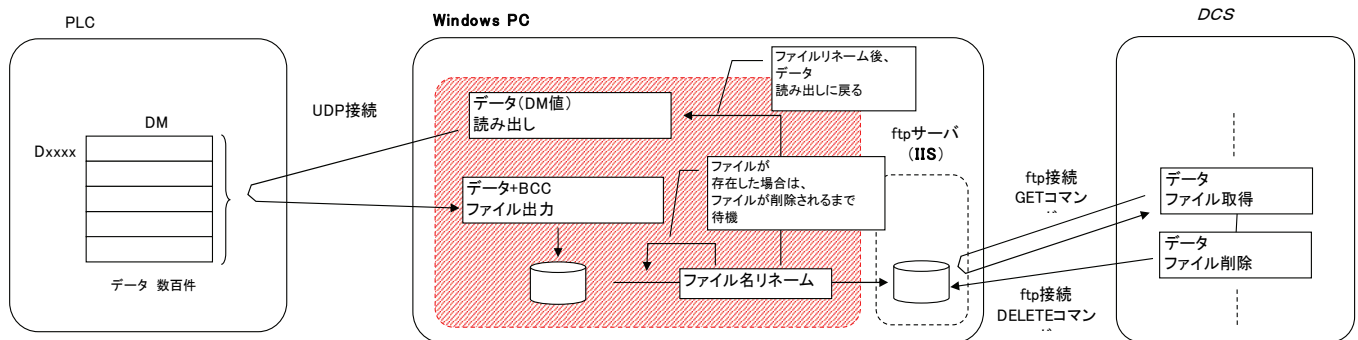 PLC
DM
Dxxxx
データ 数百件
UDP接続
Windows PC
データ(DM値)
読み出し
データ+BCC
ファイル出力
ファイルリネーム後、
データ
読み出しに戻る
ファイルが
存在した場合は、
ファイルが削除されるまで
待機
ファイル名リネーム
ftpサーバ
(IIS)
ftp接続
GETコマン
ftp接続
DELETEコマン
DCS
データ
ファイル取得
データ
ファイル削除